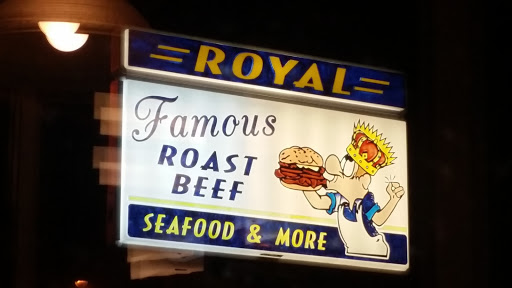 ROYAL
Famous
ROAST
BEEF
SEAFOOD & MORE